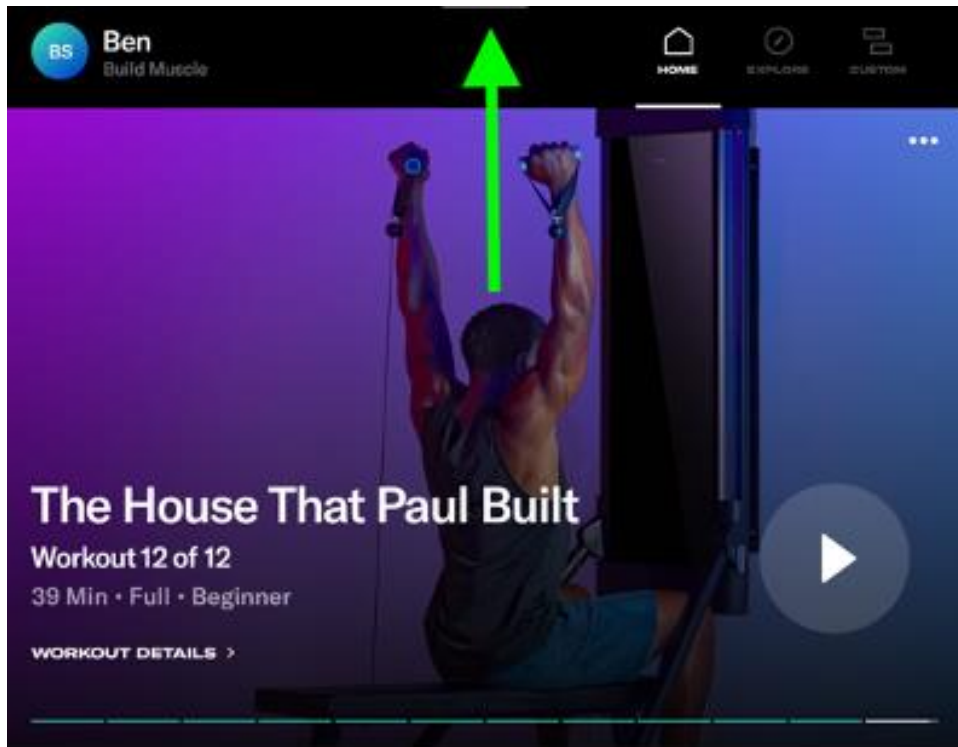 BS
Ben
Build Muscle
HOME
EXPLORE
CUSTOM
The House That Paul Built
Workout 12 of 12
39 Min • Full • Beginner
WORKOUT DETAILS >